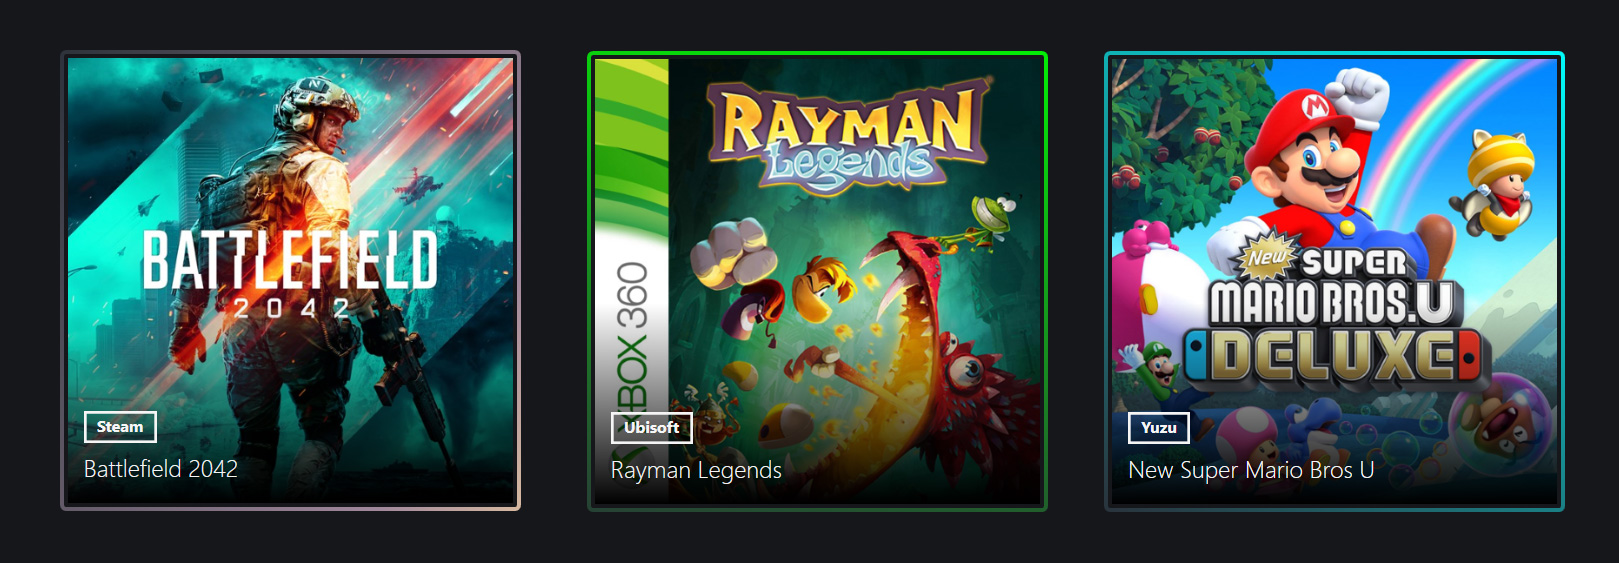 BATTLEFIELD
2042
Steam
Battlefield 2042
RAYMAN
Legends
XBOX 360
Ubisoft
Rayman Legends
M
New SUPER
MARIO BROS. U
DELUXE
Yuzu
New Super Mario Bros U